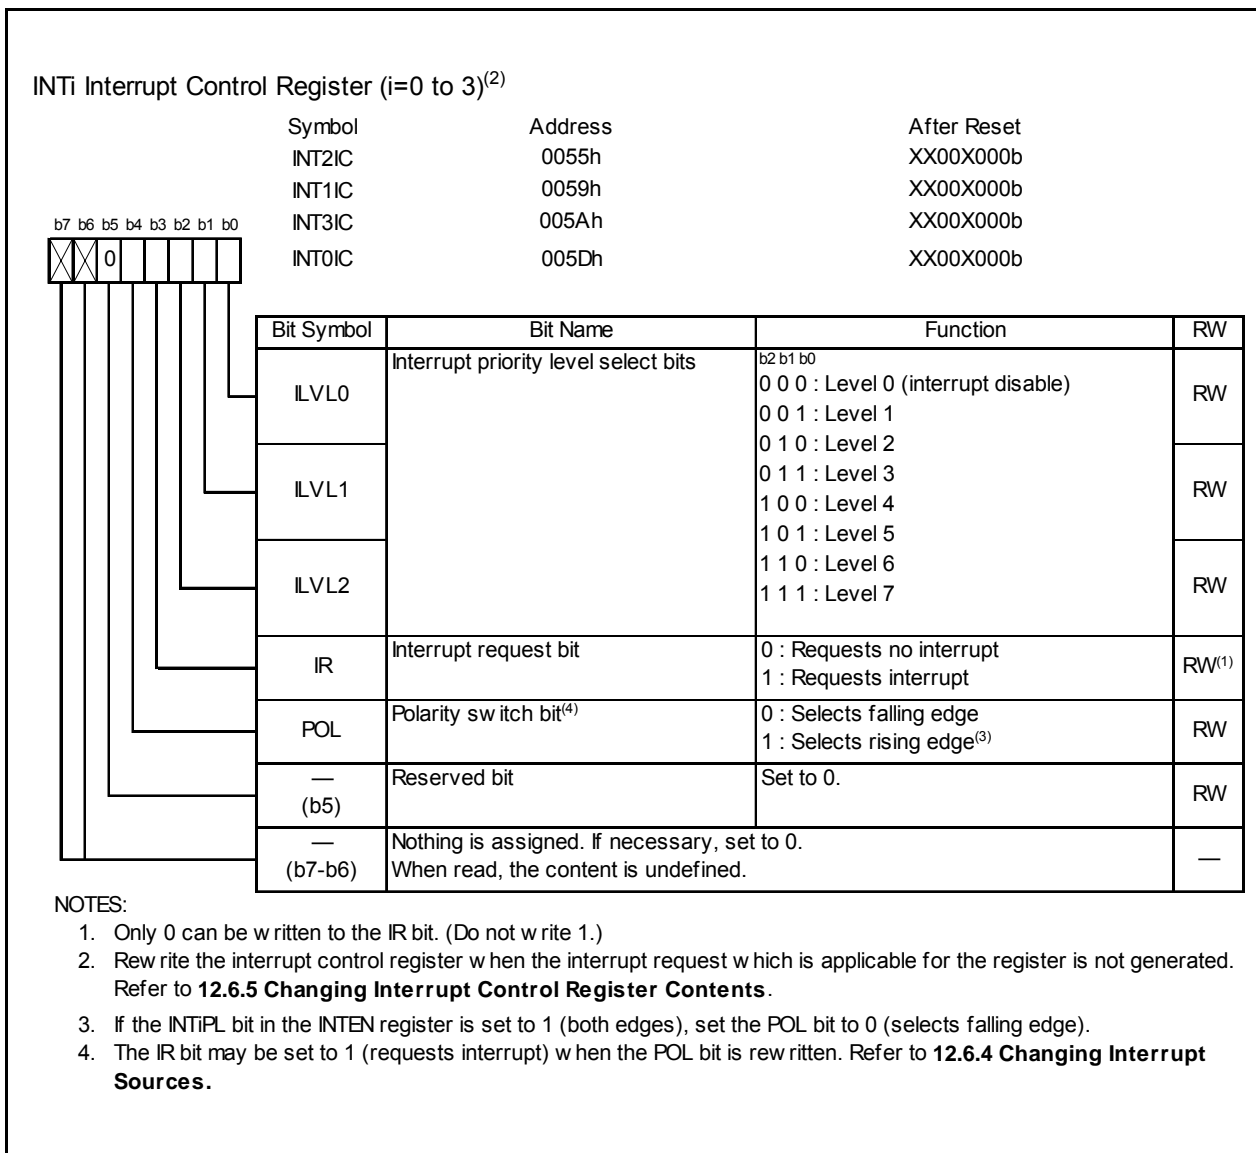 INTi Interrupt Control Register (i=0 to 3)(2)
Symbol Address After Reset
INT2IC 0055h XX00X000b
INT1IC 0059h XX00X000b
INT3IC 005Ah XX00X000b
INT0IC 005Dh XX00X000b
b7 b6 b5 b4 b3 b2 b1 b0
0
Bit Symbol Bit Name Function RW
ILVL0 Interrupt priority level select bits b2 b1 b0
0 0 0 : Level 0 (interrupt disable) RW
0 0 1 : Level 1
0 1 0 : Level 2
ILVL1 0 1 1 : Level 3 RW
1 0 0 : Level 4
1 0 1 : Level 5
ILVL2 1 1 0 : Level 6 RW
1 1 1 : Level 7
IR Interrupt request bit 0 : Requests no interrupt RW(1)
1 : Requests interrupt
POL Polarity switch bit(4) 0 : Selects falling edge RW
1 : Selects rising edge(3)
— Reserved bit Set to 0. RW
(b5)
— Nothing is assigned. If necessary, set to 0. —
(b7-b6) When read, the content is undefined.
NOTES:
1. Only 0 can be written to the IR bit. (Do not write 1.)
2. Rewrite the interrupt control register when the interrupt request which is applicable for the register is not generated.
Refer to 12.6.5 Changing Interrupt Control Register Contents.
3. If the INTiPL bit in the INTEN register is set to 1 (both edges), set the POL bit to 0 (selects falling edge).
4. The IR bit may be set to 1 (requests interrupt) when the POL bit is rewritten. Refer to 12.6.4 Changing Interrupt
Sources.